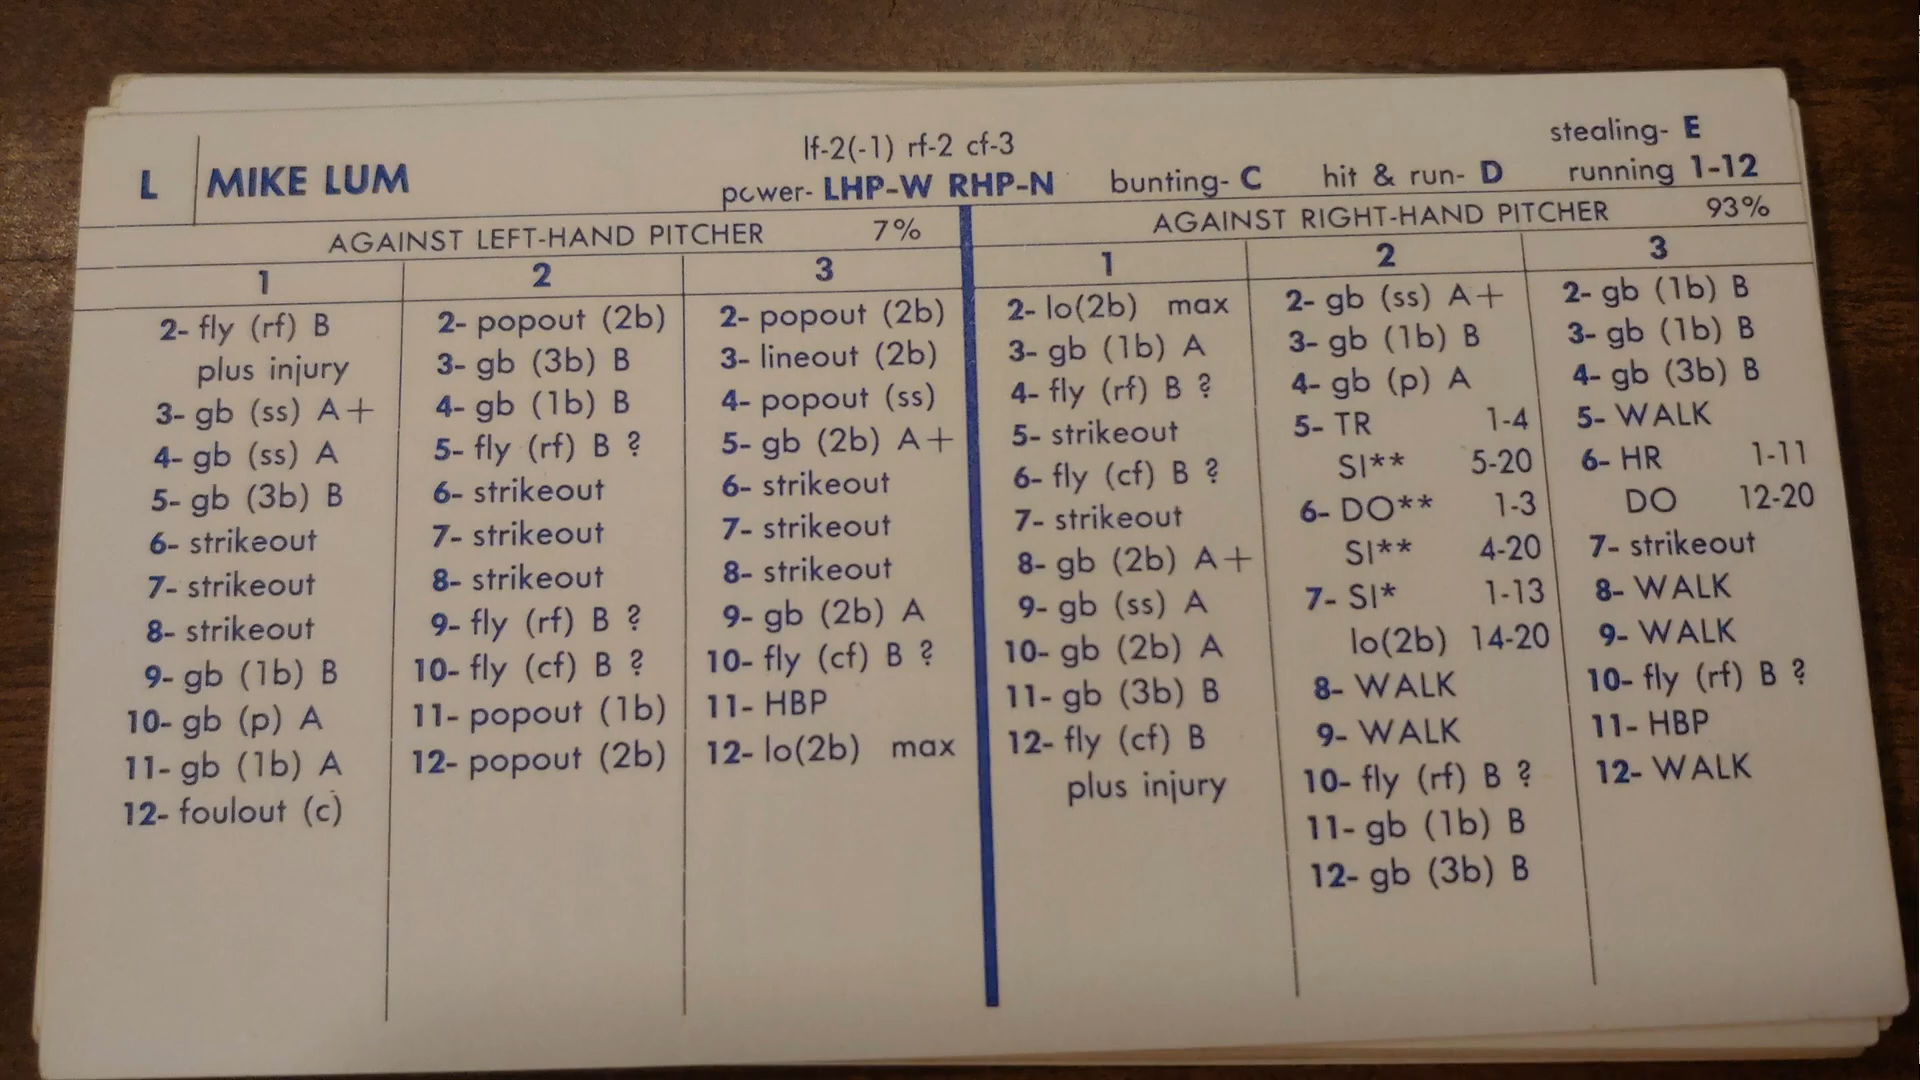 lf-2(-1) rf-2 cf-3
stealing- E
L MIKE LUM
power- LHP-W RHP-N bunting- C hit & run- D running 1-12
AGAINST LEFT-HAND PITCHER 7%
1
2- fly (rf) B
plus injury
3- gb (ss) A+
4- gb (ss) A
5- gb (3b) B
6- strikeout
7- strikeout
8- strikeout
9- gb (1b) B
10- gb (p) A
11- gb (1b) A
12- foulout (c)
2
2- popout (2b)
3- gb (3b) B
4- gb (1b) B
5- fly (rf) B ?
6- strikeout
7- strikeout
8- strikeout
9- fly (rf) B ?
10- fly (cf) B ?
11- popout (1b)
12- popout (2b)
3
2- popout (2b)
3- lineout (2b)
4- popout (ss)
5- gb (2b) A+
6- strikeout
7- strikeout
8- strikeout
9- gb (2b) A
10- fly (cf) B ?
11- HBP
12- lo(2b) max
AGAINST RIGHT-HAND PITCHER 93%
1
2- lo(2b) max
3- gb (1b) A
4- fly (rf) B ?
5- strikeout
6- fly (cf) B ?
7- strikeout
8- gb (2b) A+
9- gb (ss) A
10- gb (2b) A
11- gb (3b) B
12- fly (cf) B
plus injury
2
2- gb (ss) A+
3- gb (1b) B
4- gb (p) A
5- TR 1-4
SI** 5-20
6- DO** 1-3
SI** 4-20
7- SI* 1-13
lo(2b) 14-20
8- WALK
9- WALK
10- fly (rf) B ?
11- gb (1b) B
12- gb (3b) B
3
2- gb (1b) B
3- gb (1b) B
4- gb (3b) B
5- WALK
6- HR 1-11
DO 12-20
7- strikeout
8- WALK
9- WALK
10- fly (rf) B ?
11- HBP
12- WALK